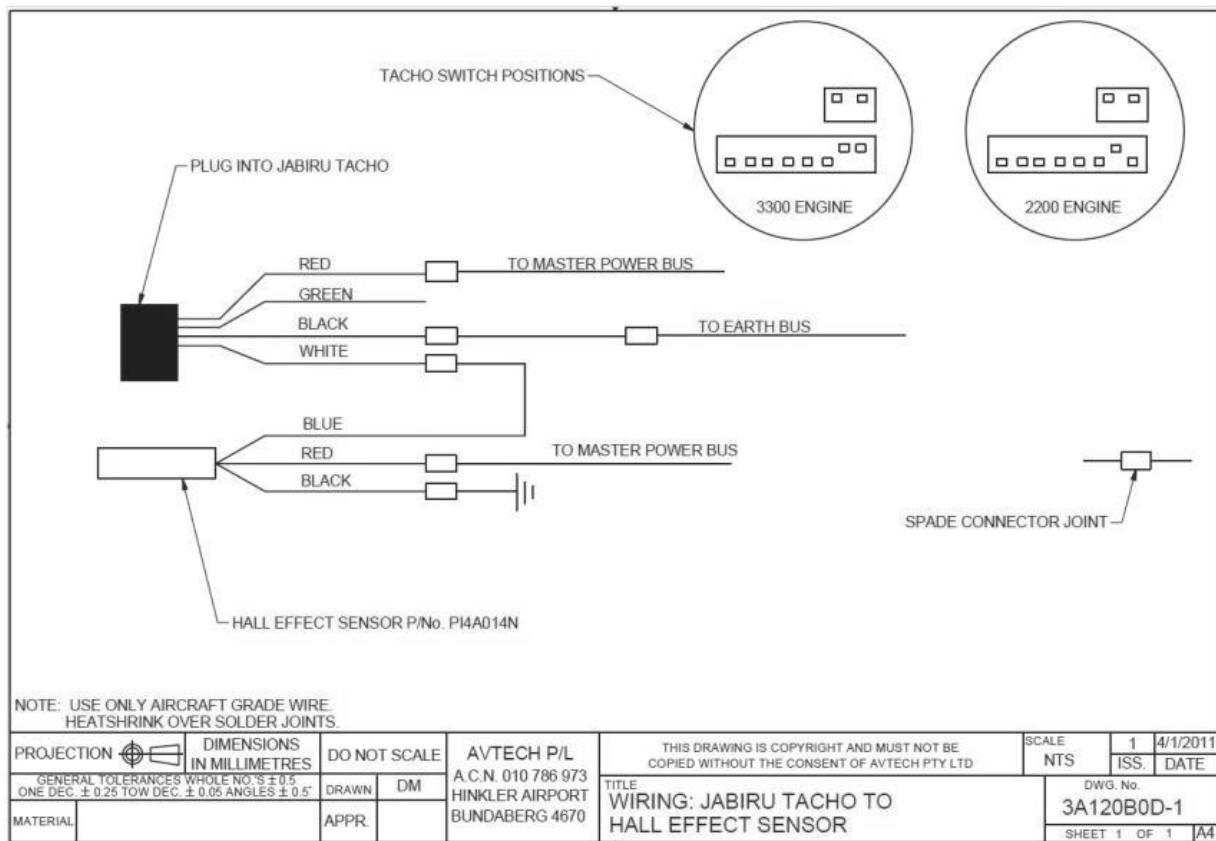 TACHO SWITCH POSITIONS
3300 ENGINE
2200 ENGINE
PLUG INTO JABIRU TACHO
RED
TO MASTER POWER BUS
GREEN
BLACK
TO EARTH BUS
WHITE
BLUE
RED
TO MASTER POWER BUS
BLACK
SPADE CONNECTOR JOINT
HALL EFFECT SENSOR P/No. PI4A014N
NOTE: USE ONLY AIRCRAFT GRADE WIRE.
HEATSHRINK OVER SOLDER JOINTS.
PROJECTION
DIMENSIONS
IN MILLIMETRES
DO NOT SCALE
GENERAL TOLERANCES WHOLE NO.'S ± 0.5
ONE DEC. ± 0.25 TOW DEC. ± 0.05 ANGLES ± 0.5°
DRAWN
DM
MATERIAL
APPR.
AVTECH P/L
A.C.N. 010 786 973
HINKLER AIRPORT
BUNDABERG 4670
THIS DRAWING IS COPYRIGHT AND MUST NOT BE
COPIED WITHOUT THE CONSENT OF AVTECH PTY LTD
SCALE
NTS
1
4/1/2011
ISS.
DATE
TITLE
WIRING: JABIRU TACHO TO
HALL EFFECT SENSOR
DWG. No.
3A120B0D-1
SHEET 1 OF 1
A4